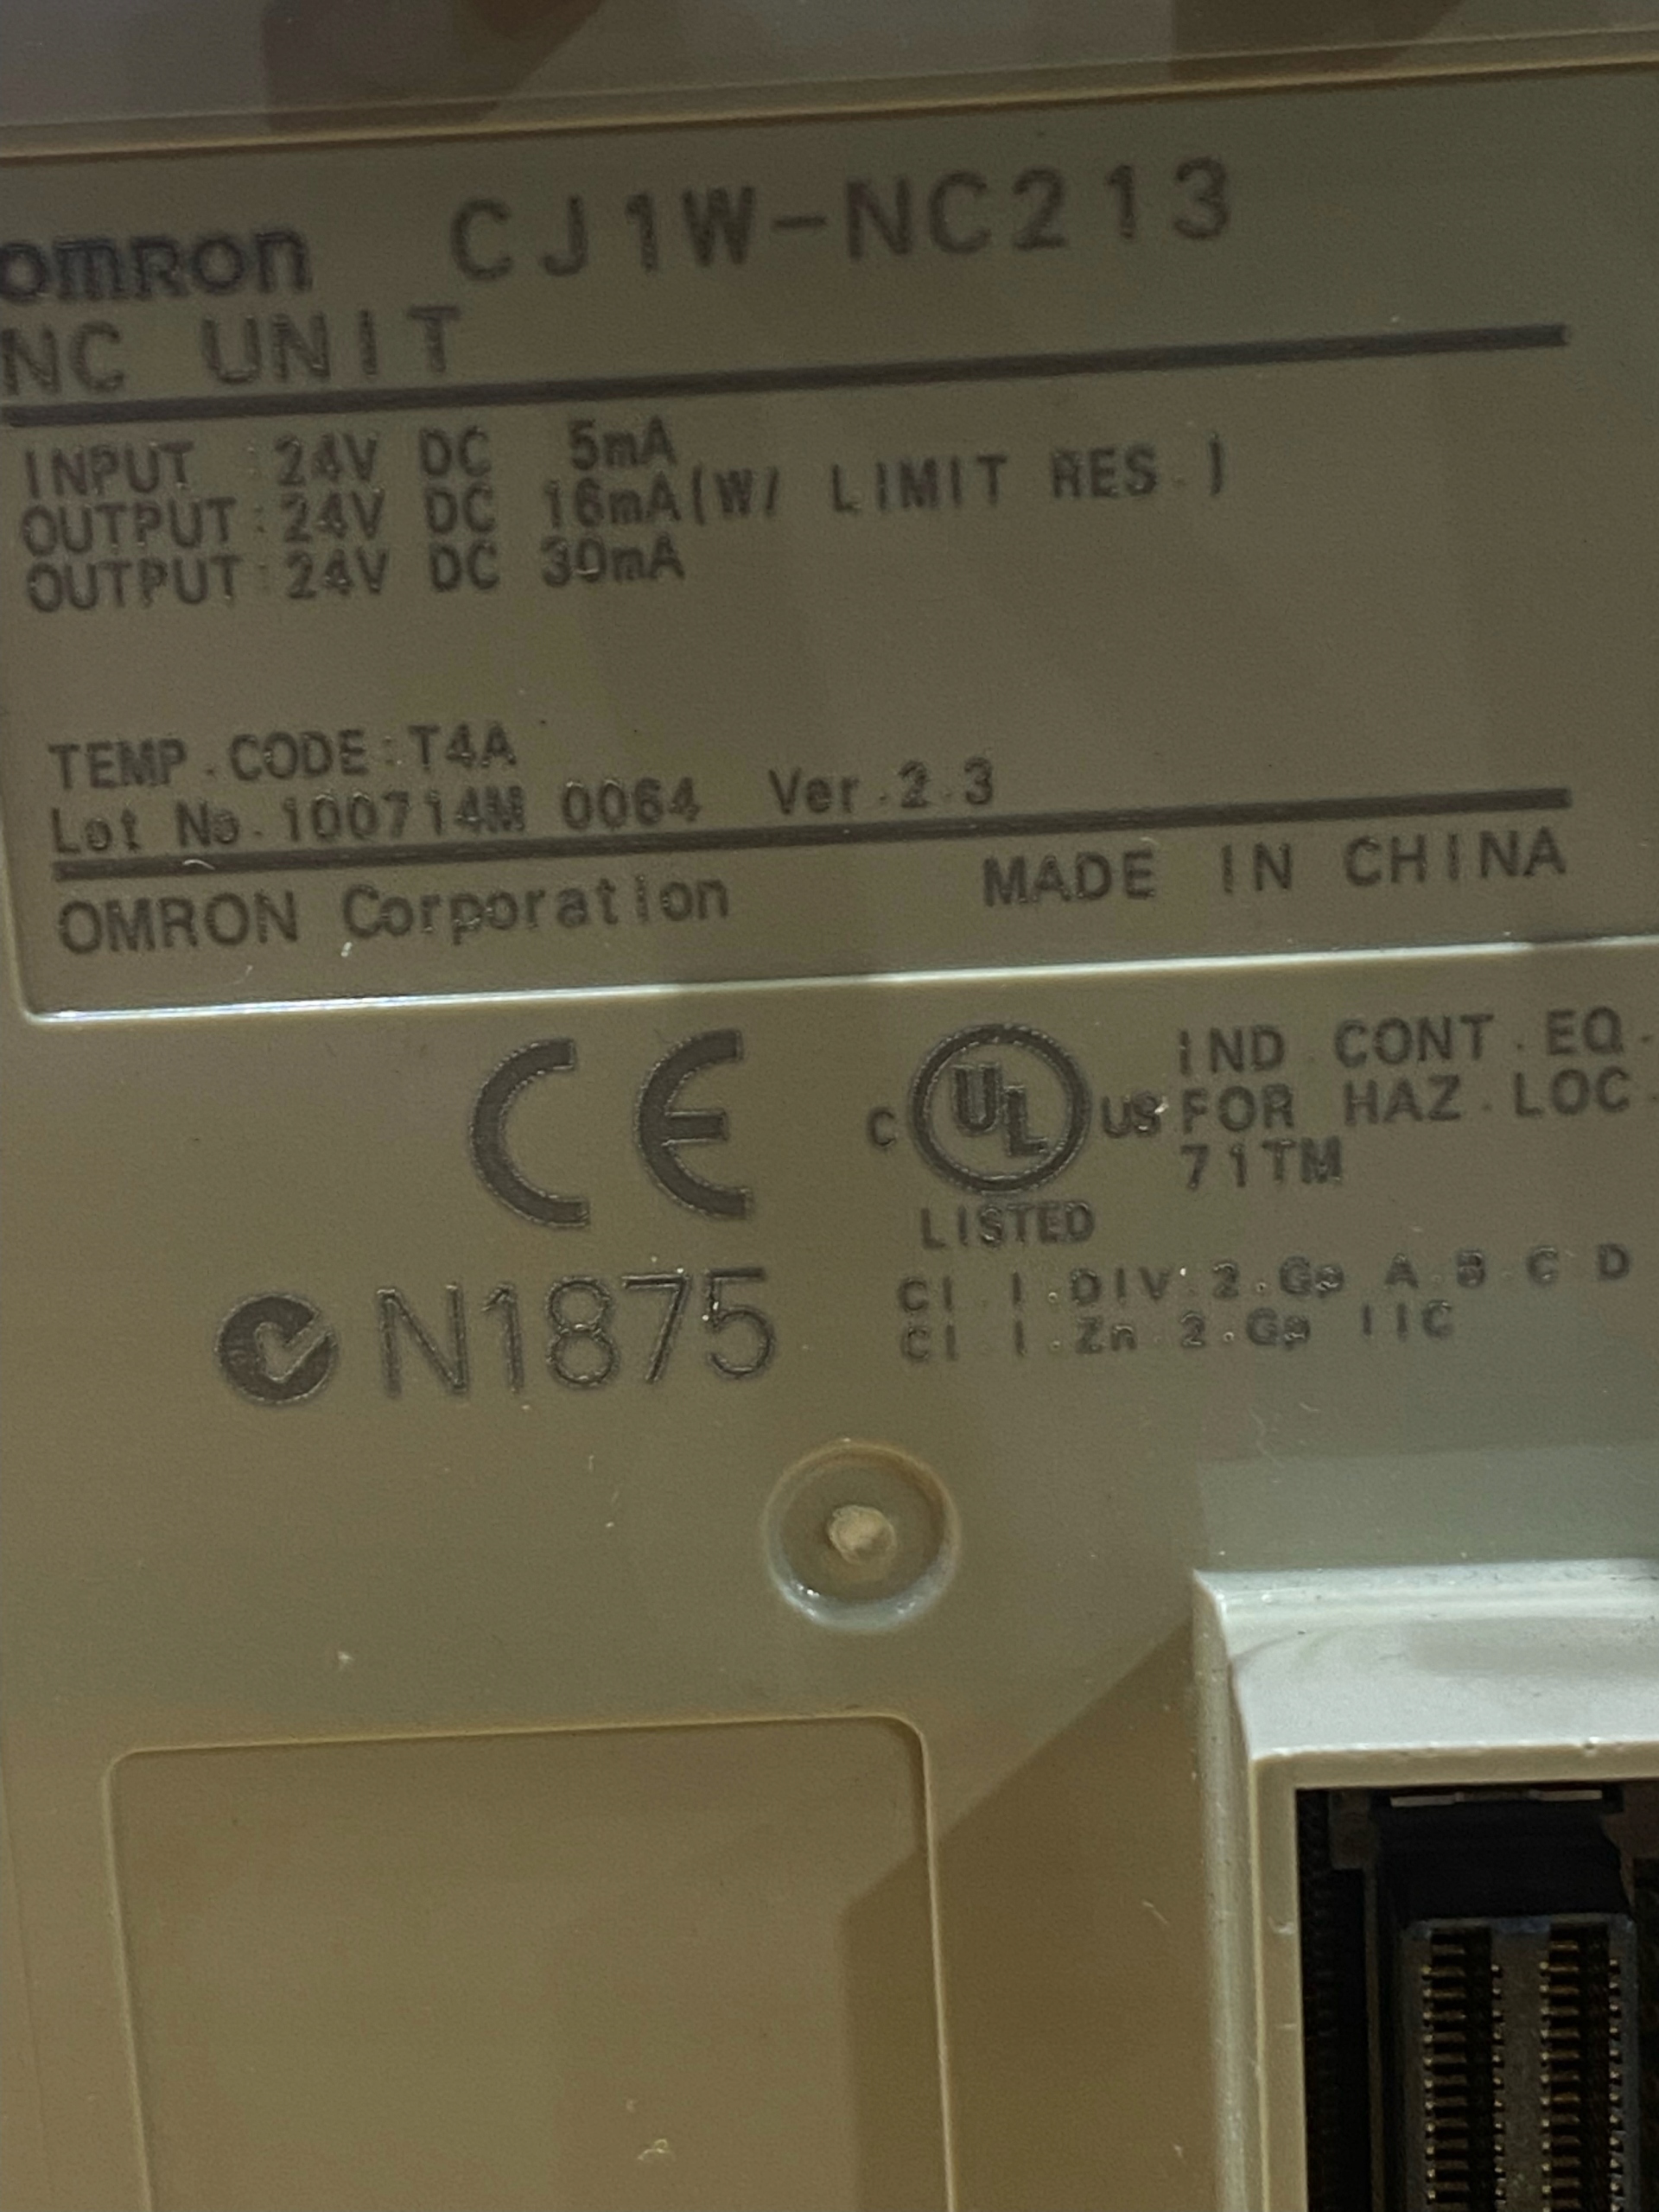 omron CJ1W-NC213
NC UNIT
INPUT : 24V DC 5mA
OUTPUT : 24V DC 16mA(W/ LIMIT RES.)
OUTPUT : 24V DC 30mA
TEMP.CODE : T4A
Lot No.100714M 0064 Ver.2.3
OMRON Corporation MADE IN CHINA
CE
C UL US LISTED
IND.CONT.EQ.
FOR HAZ.LOC.
71TM
N1875
Cl.I.DIV.2.Gp A.B.C.D
Cl.I.Zn.2.Gp IIC